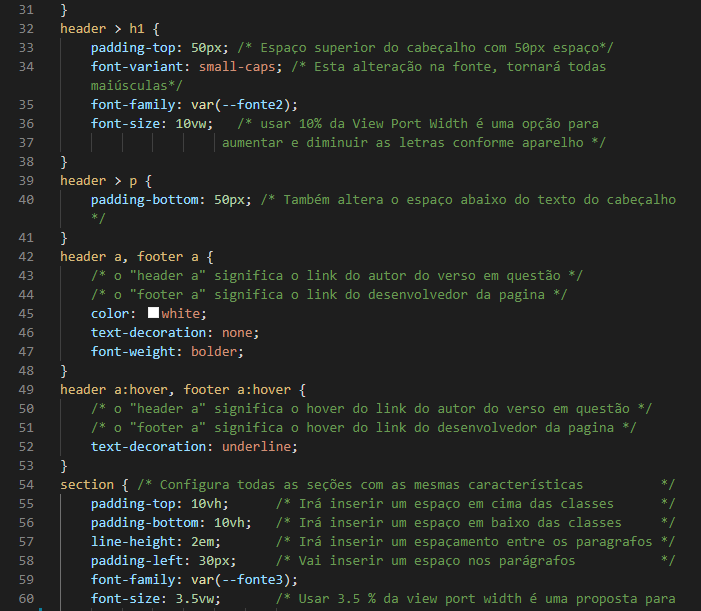 31 }
32 header > h1 {
33 padding-top: 50px; /* Espaço superior do cabeçalho com 50px espaço*/
34 font-variant: small-caps; /* Esta alteração na fonte, tornará todas
maiúsculas*/
35 font-family: var(--fonte2);
36 font-size: 10vw; /* usar 10% da View Port Width é uma opção para
37 aumentar e diminuir as letras conforme aparelho */
38 }
39 header > p {
40 padding-bottom: 50px; /* Também altera o espaço abaixo do texto do cabeçalho
*/
41 }
42 header a, footer a {
43 /* o "header a" significa o link do autor do verso em questão */
44 /* o "footer a" significa o link do desenvolvedor da pagina */
45 color: white;
46 text-decoration: none;
47 font-weight: bolder;
48 }
49 header a:hover, footer a:hover {
50 /* o "header a" significa o hover do link do autor do verso em questão */
51 /* o "footer a" significa o hover do link do desenvolvedor da pagina */
52 text-decoration: underline;
53 }
54 section { /* Configura todas as seções com as mesmas características */
55 padding-top: 10vh; /* Irá inserir um espaço em cima das classes */
56 padding-bottom: 10vh; /* Irá inserir um espaço em baixo das classes */
57 line-height: 2em; /* Irá inserir um espaçamento entre os paragrafos */
58 padding-left: 30px; /* Vai inserir um espaço nos parágrafos */
59 font-family: var(--fonte3);
60 font-size: 3.5vw; /* Usar 3.5 % da view port width é uma proposta para